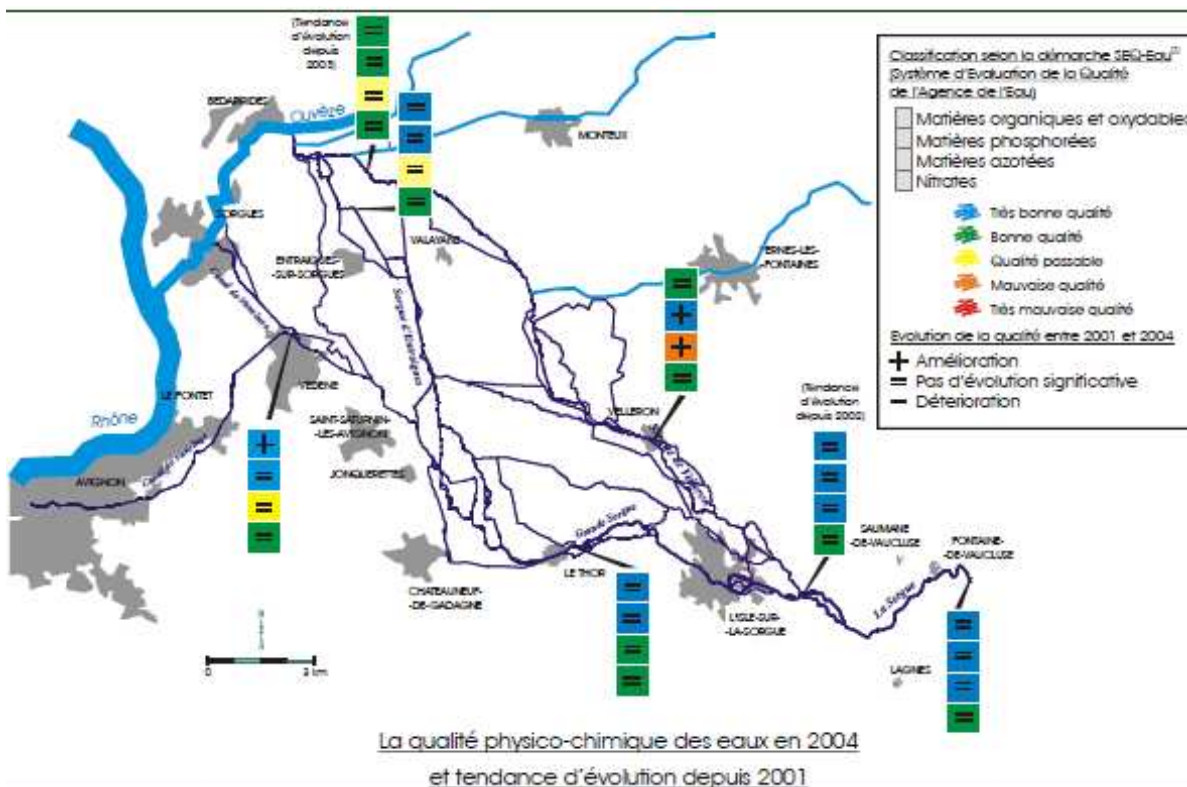 (Tendance
d'évolution
depuis
2003)
BEDARRIDES
Ouvèze
MONTEUX
SORGUES
ENTRAIGUES-
-SUR-SORGUES
VALAYANS
PERNES-LES-
-FONTAINES
Sorgue d'Entraigues
LE PONTET
VEDENE
Rhône
SAINT-SATURNIN-
-LES-AVIGNON
JONQUERETTES
AVIGNON
VELLERON
(Tendance
d'évolution
depuis 2002)
Grande Sorgue
SAUMANE
-DE-VAUCLUSE
FONTAINE-
-DE-VAUCLUSE
CHATEAUNEUF-
-DE-GADAGNE
LE THOR
L'ISLE-SUR-
-LA-SORGUE
La Sorgue
LAGNES
0 3 km
Classification selon la démarche SEQ-Eau
(Système d'Evaluation de la Qualité
de l'Agence de l'Eau)
Matières organiques et oxydables
Matières phosphorées
Matières azotées
Nitrates
Très bonne qualité
Bonne qualité
Qualité passable
Mauvaise qualité
Très mauvaise qualité
Evolution de la qualité entre 2001 et 2004
+ Amélioration
= Pas d'évolution significative
- Déterioration
La qualité physico-chimique des eaux en 2004
et tendance d'évolution depuis 2001